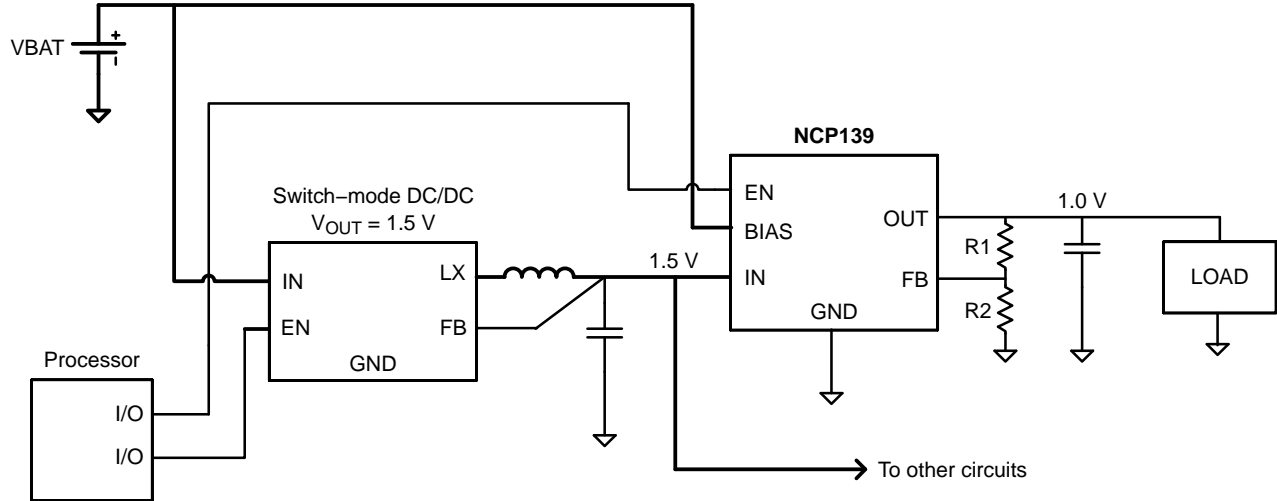 VBAT
+
NCP139
Switch−mode DC/DC
VOUT = 1.5 V
EN
BIAS
IN
GND
OUT
FB
1.0 V
R1
R2
LOAD
IN
EN
LX
FB
GND
1.5 V
Processor
I/O
I/O
To other circuits